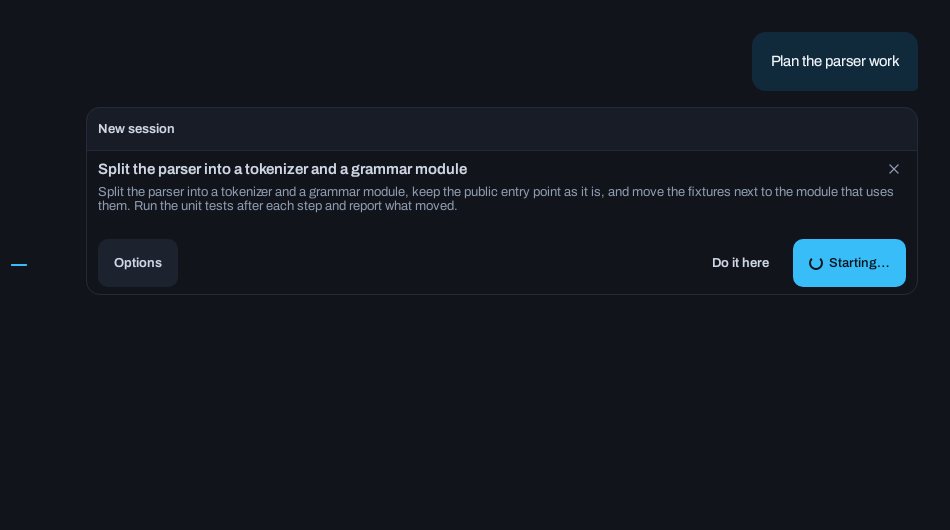 Plan the parser work
New session
Split the parser into a tokenizer and a grammar module
Split the parser into a tokenizer and a grammar module, keep the public entry point as it is, and move the fixtures next to the module that uses
them. Run the unit tests after each step and report what moved.
Options
Do it here
Starting...